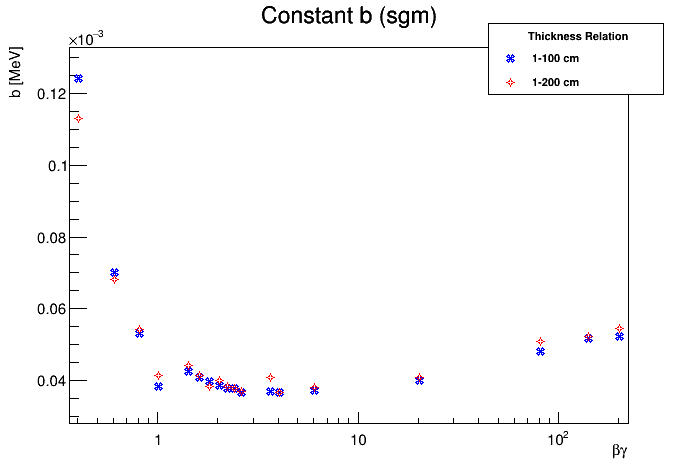 Constant b (sgm)
×10⁻³
b [MeV]
Thickness Relation
1-100 cm
1-200 cm
0.12
0.1
0.08
0.06
0.04
1 10 10²
βγ